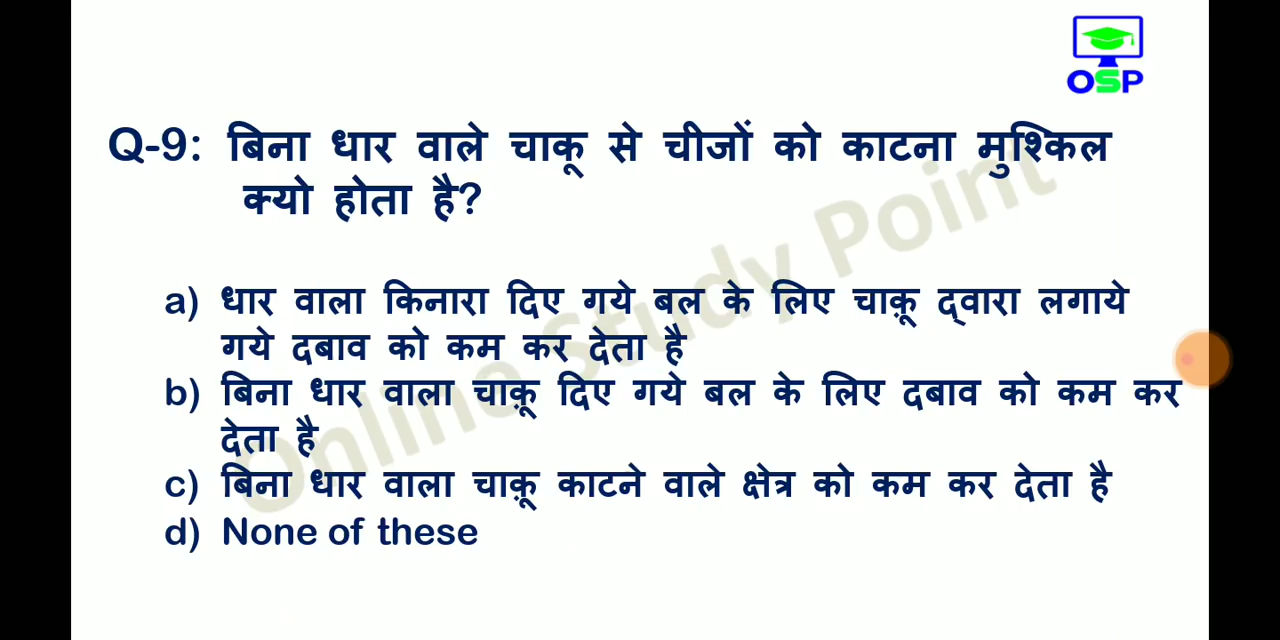 OSP
Q-9: बिना धार वाले चाकू से चीजों को काटना मुश्किल
क्यो होता है?
a) धार वाला किनारा दिए गये बल के लिए चाक़ू द्वारा लगाये
गये दबाव को कम कर देता है
b) बिना धार वाला चाक़ू दिए गये बल के लिए दबाव को कम कर
देता है
c) बिना धार वाला चाक़ू काटने वाले क्षेत्र को कम कर देता है
d) None of these
Online Study Point